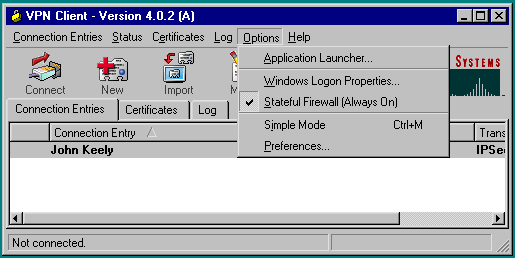 VPN Client - Version 4.0.2 (A)
Connection Entries Status Certificates Log Options Help
Application Launcher...
Windows Logon Properties...
Stateful Firewall (Always On)
Simple Mode Ctrl+M
Preferences...
Connect New Import M
SYSTEMS
Connection Entries Certificates Log
Connection Entry Trans
John Keely IPSec
Not connected.